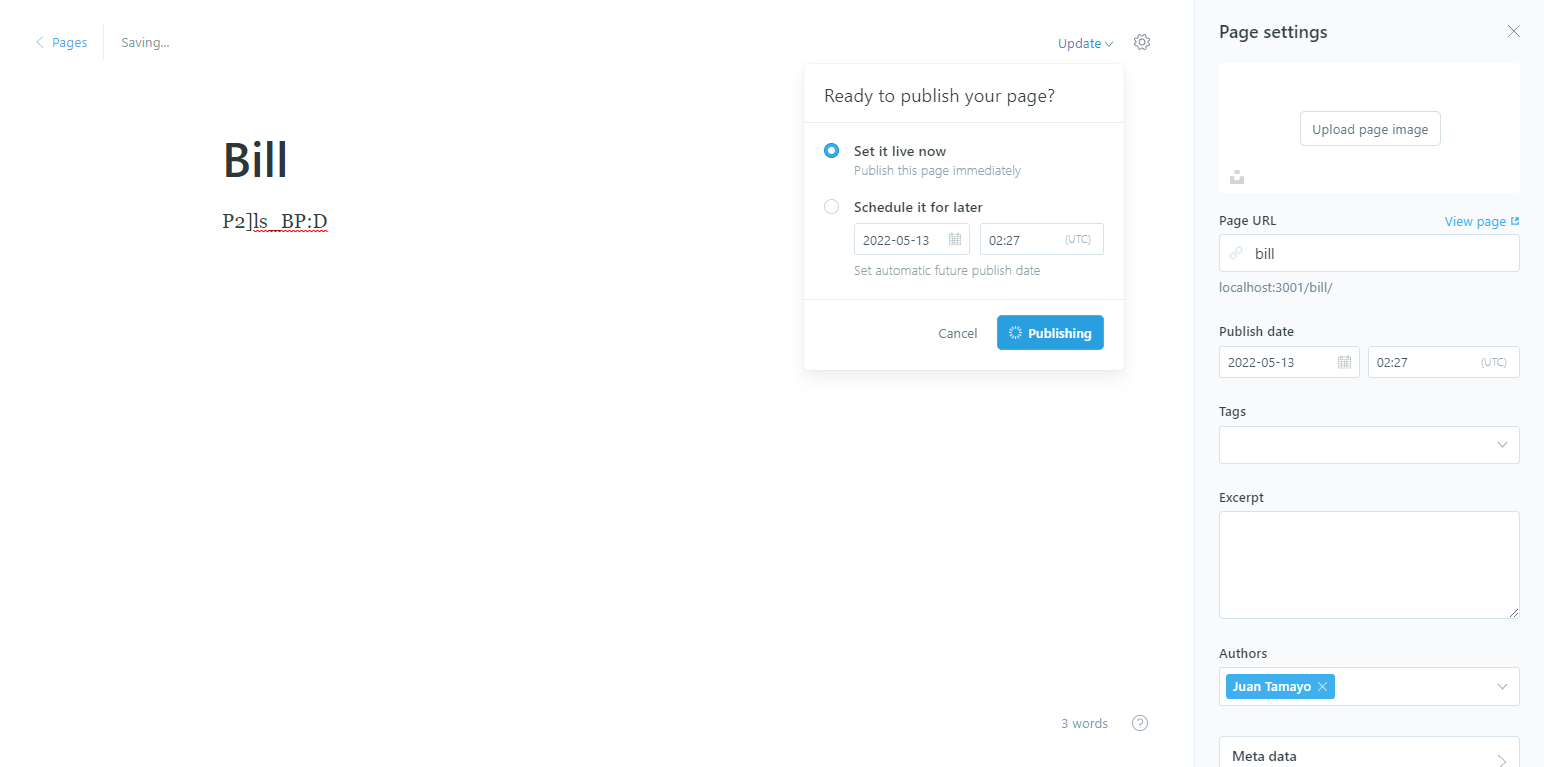 Pages
Saving...
Update
Page settings
Ready to publish your page?
Upload page image
Bill
P2]ls_BP:D
Set it live now
Publish this page immediately
Schedule it for later
2022-05-13
02:27
(UTC)
Set automatic future publish date
Cancel
Publishing
Page URL
View page
bill
localhost:3001/bill/
Publish date
2022-05-13
02:27
(UTC)
Tags
Excerpt
Authors
Juan Tamayo
3 words
Meta data